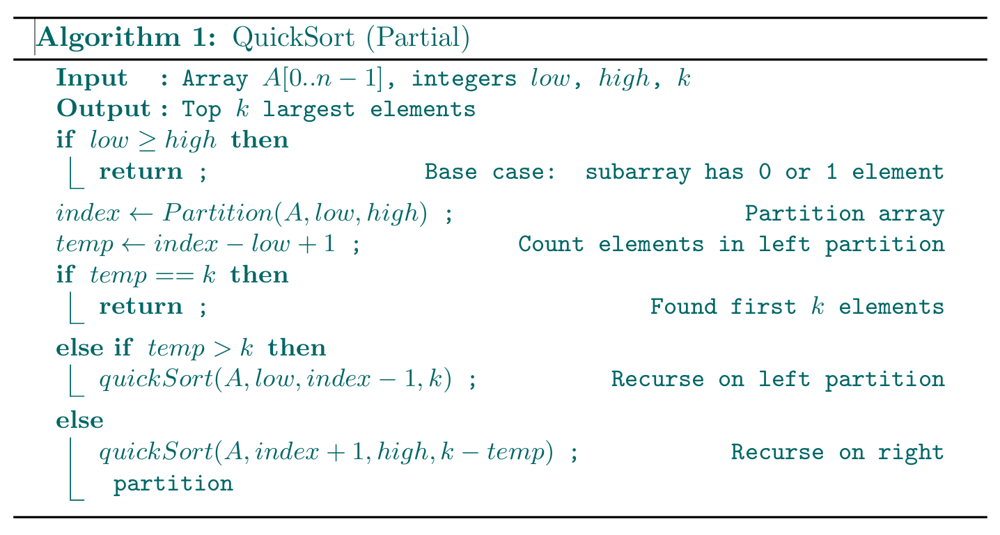 Algorithm 1: QuickSort (Partial)
Input : Array A[0..n − 1], integers low, high, k
Output : Top k largest elements
if low ≥ high then
return ; Base case: subarray has 0 or 1 element
index ← Partition(A, low, high) ; Partition array
temp ← index − low + 1 ; Count elements in left partition
if temp == k then
return ; Found first k elements
else if temp > k then
quickSort(A, low, index − 1, k) ; Recurse on left partition
else
quickSort(A, index + 1, high, k − temp) ; Recurse on right
partition